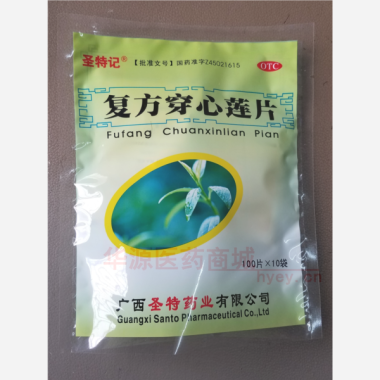 圣特记® 【批准文号】国药准字Z45021615 OTC
复方穿心莲片
Fufang Chuanxinlian Pian
华源医药商城
hyey.cn
100片×10袋
广西圣特药业有限公司
Guangxi Santo Pharmaceutical Co.,Ltd